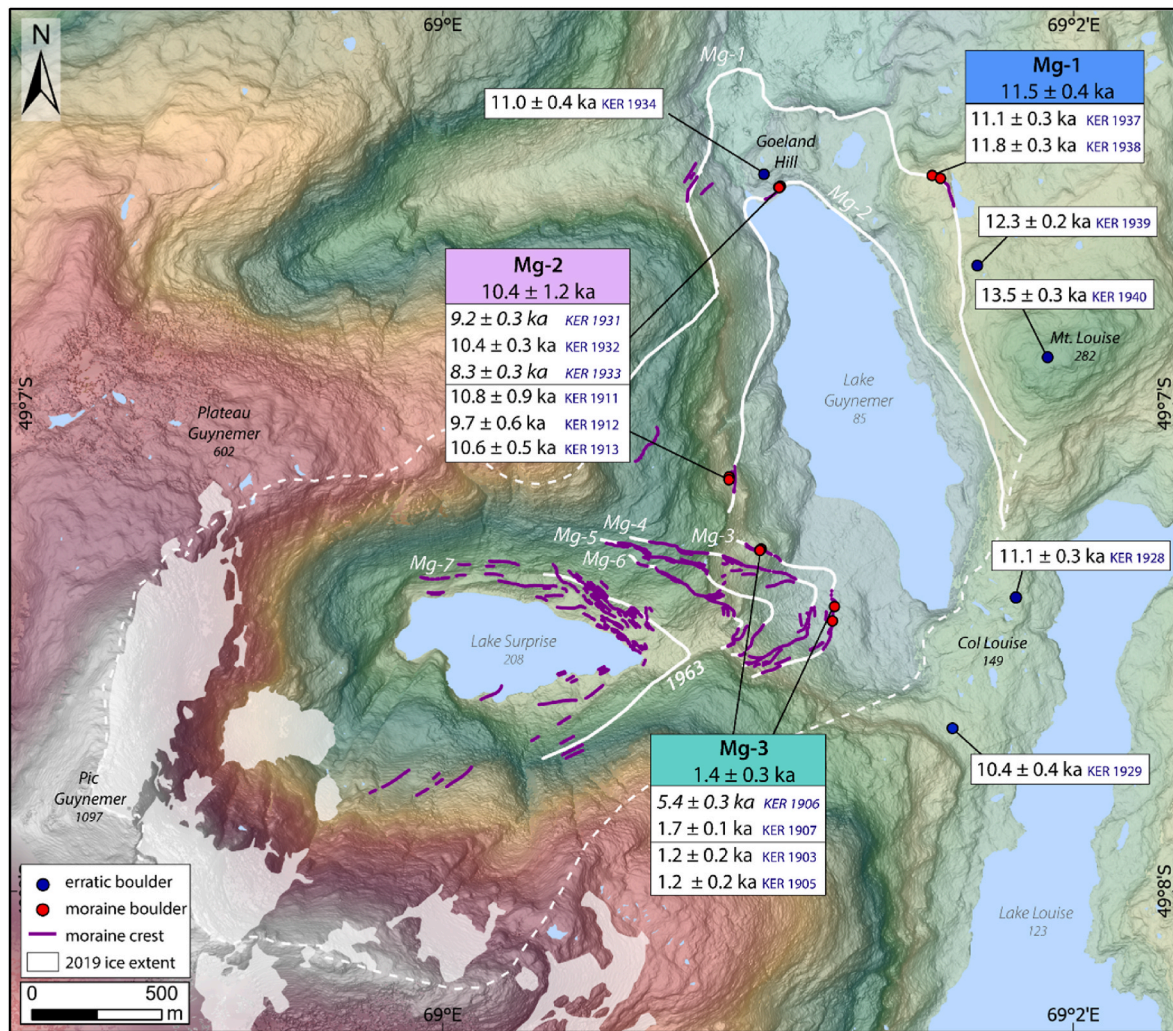 69°E
69°2'E
N
Mg-1
11.0 ± 0.4 ka KER 1934
Goeland
Hill
Mg-1
11.5 ± 0.4 ka
11.1 ± 0.3 ka KER 1937
11.8 ± 0.3 ka KER 1938
Mg-2
12.3 ± 0.2 ka KER 1939
13.5 ± 0.3 ka KER 1940
Mt. Louise
282
Mg-2
10.4 ± 1.2 ka
9.2 ± 0.3 ka KER 1931
10.4 ± 0.3 ka KER 1932
8.3 ± 0.3 ka KER 1933
10.8 ± 0.9 ka KER 1911
9.7 ± 0.6 ka KER 1912
10.6 ± 0.5 ka KER 1913
49°7'S
49°7'S
Lake
Guynemer
85
Plateau
Guynemer
602
Mg-4
Mg-5
Mg-3
Mg-6
Mg-7
11.1 ± 0.3 ka KER 1928
Lake Surprise
208
1963
Col Louise
149
Mg-3
1.4 ± 0.3 ka
5.4 ± 0.3 ka KER 1906
1.7 ± 0.1 ka KER 1907
1.2 ± 0.2 ka KER 1903
1.2 ± 0.2 ka KER 1905
10.4 ± 0.4 ka KER 1929
Pic
Guynemer
1097
49°8'S
Lake Louise
123
erratic boulder
moraine boulder
moraine crest
2019 ice extent
0 500
m
69°E
69°2'E